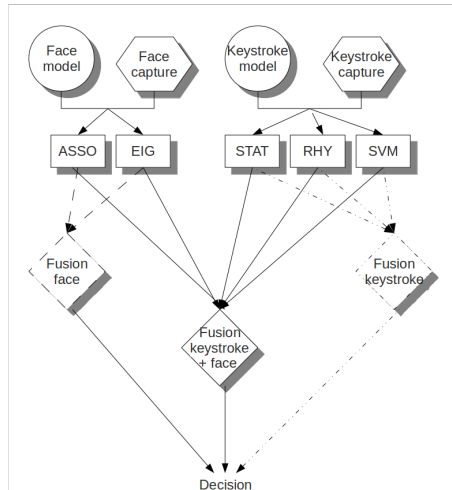 Face
model
Face
capture
Keystroke
model
Keystroke
capture
ASSO
EIG
STAT
RHY
SVM
Fusion
face
Fusion
keystroke
Fusion
keystroke
+ face
Decision